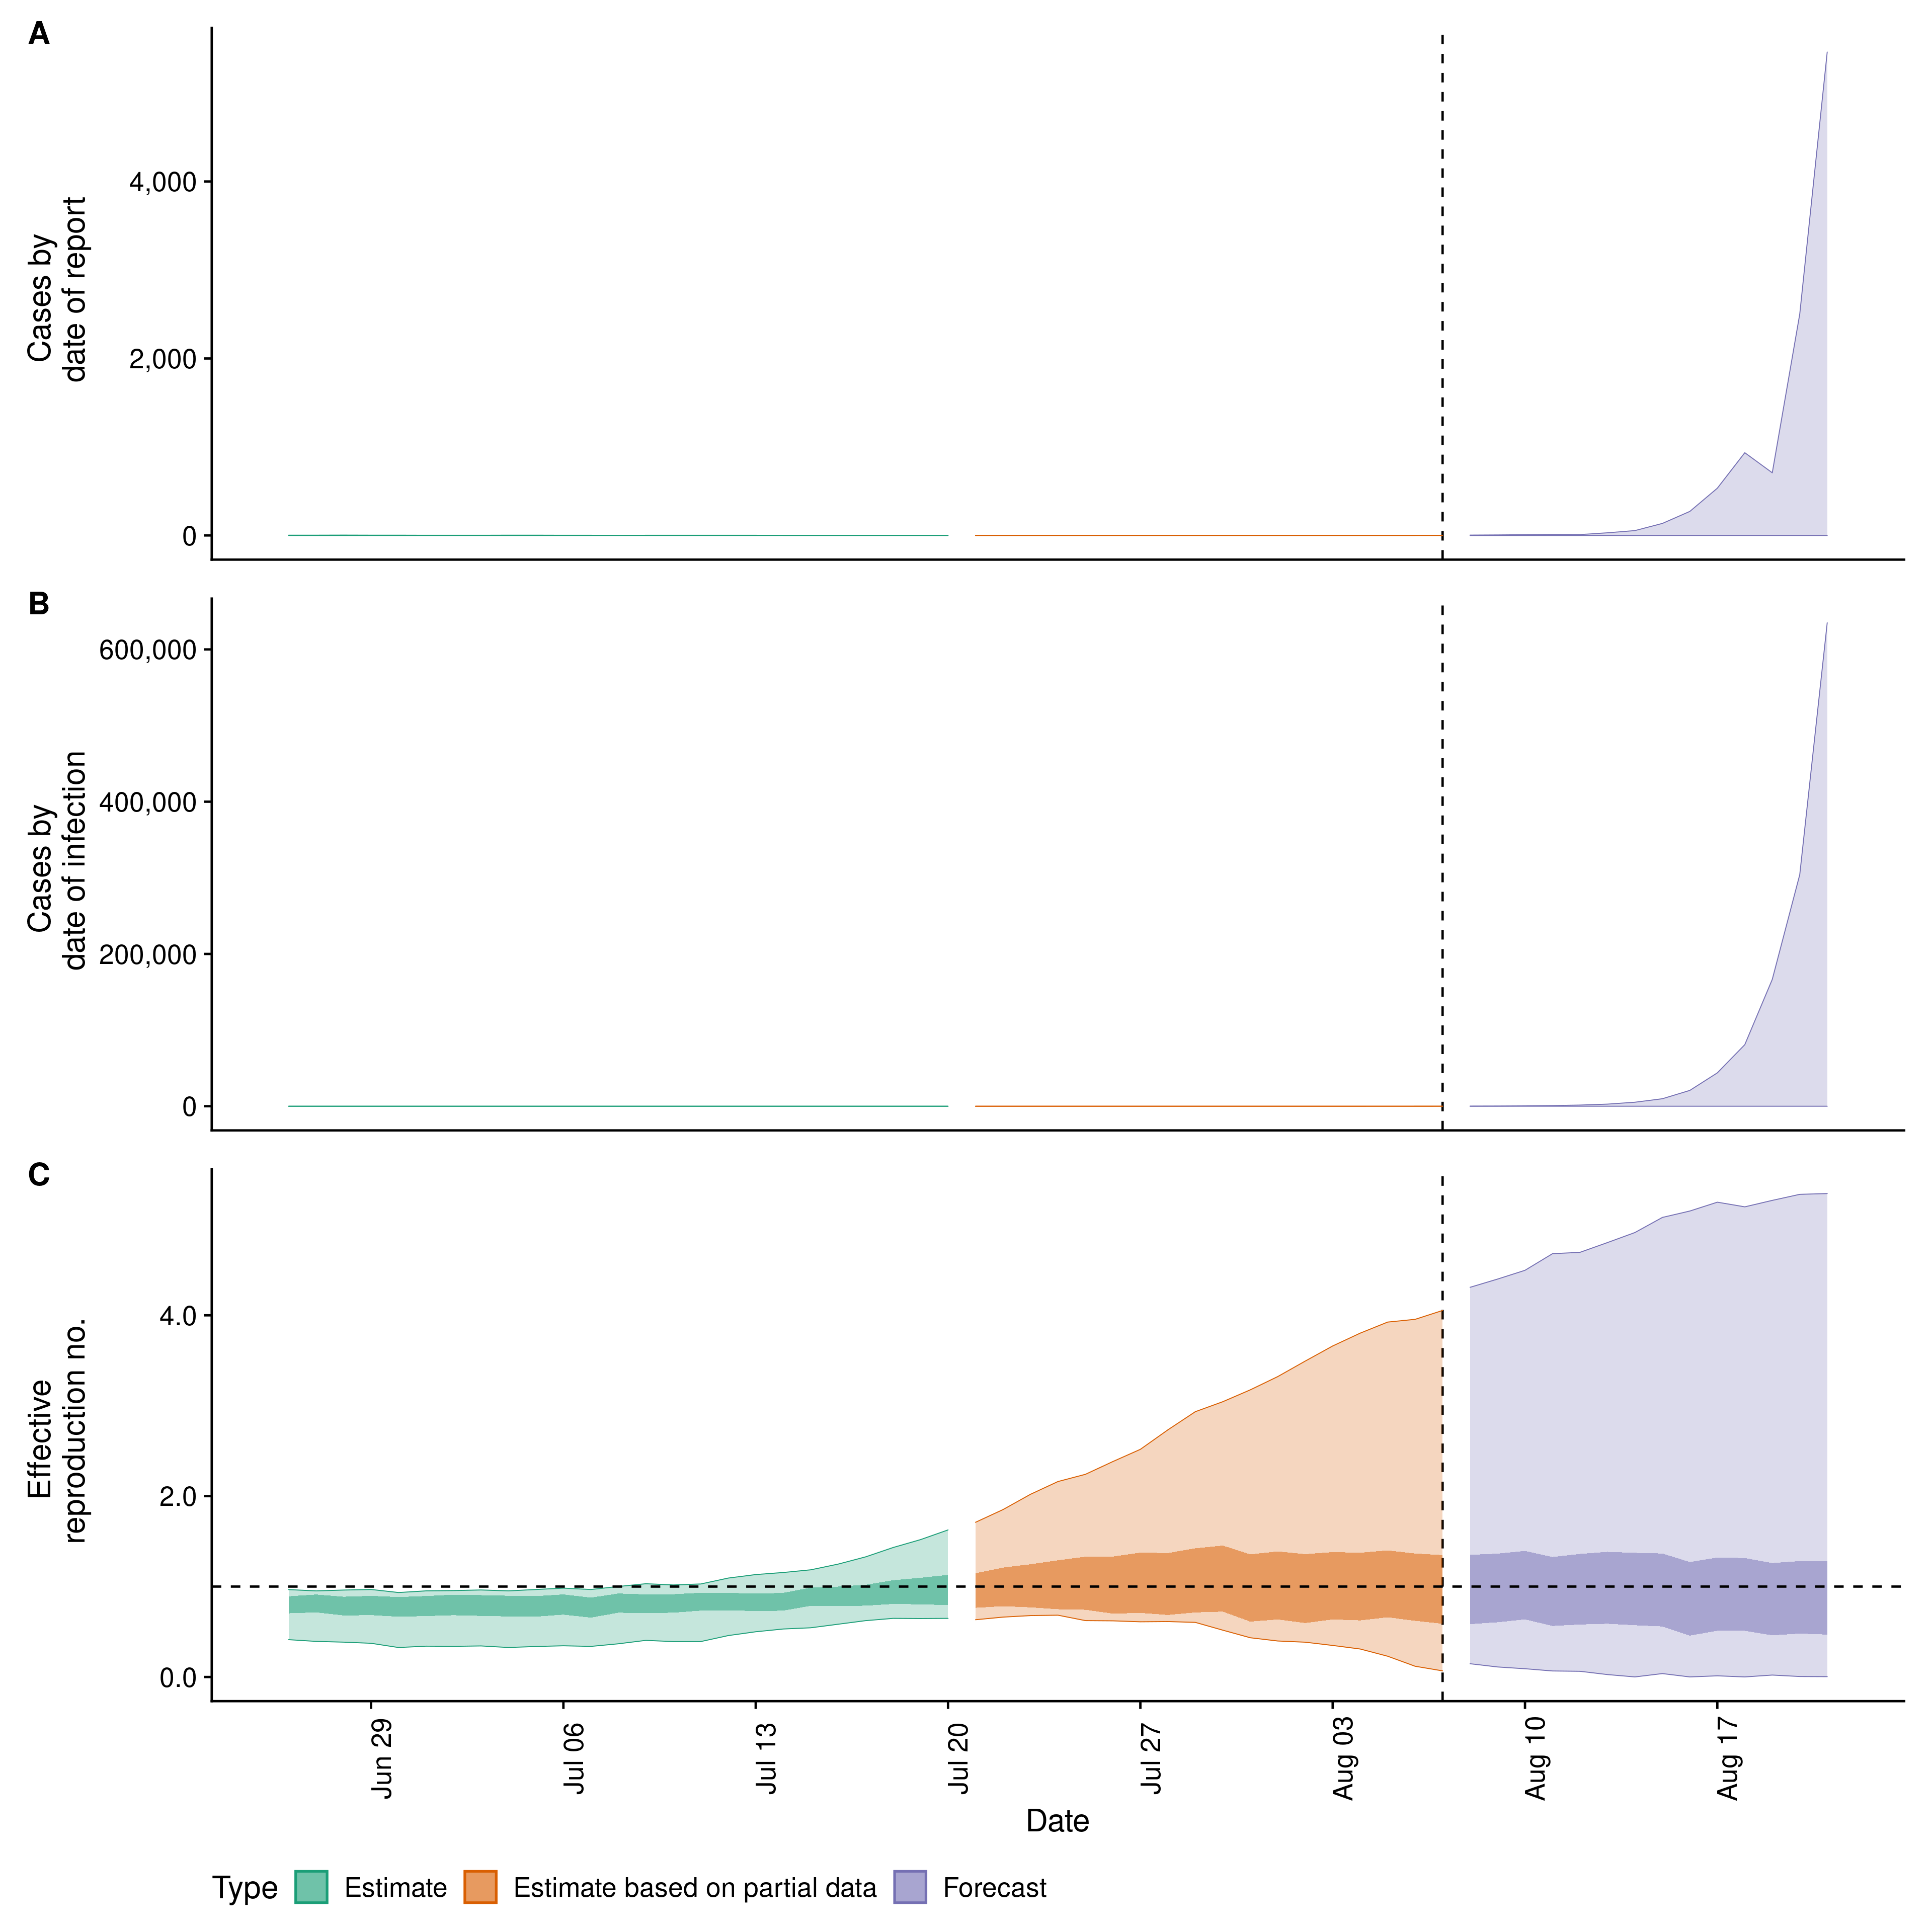 A
Cases by
date of report
4,000
2,000
0
B
Cases by
date of infection
600,000
400,000
200,000
0
C
Effective
reproduction no.
4.0
2.0
0.0
Jun 29
Jul 06
Jul 13
Jul 20
Jul 27
Aug 03
Aug 10
Aug 17
Date
Type Estimate Estimate based on partial data Forecast